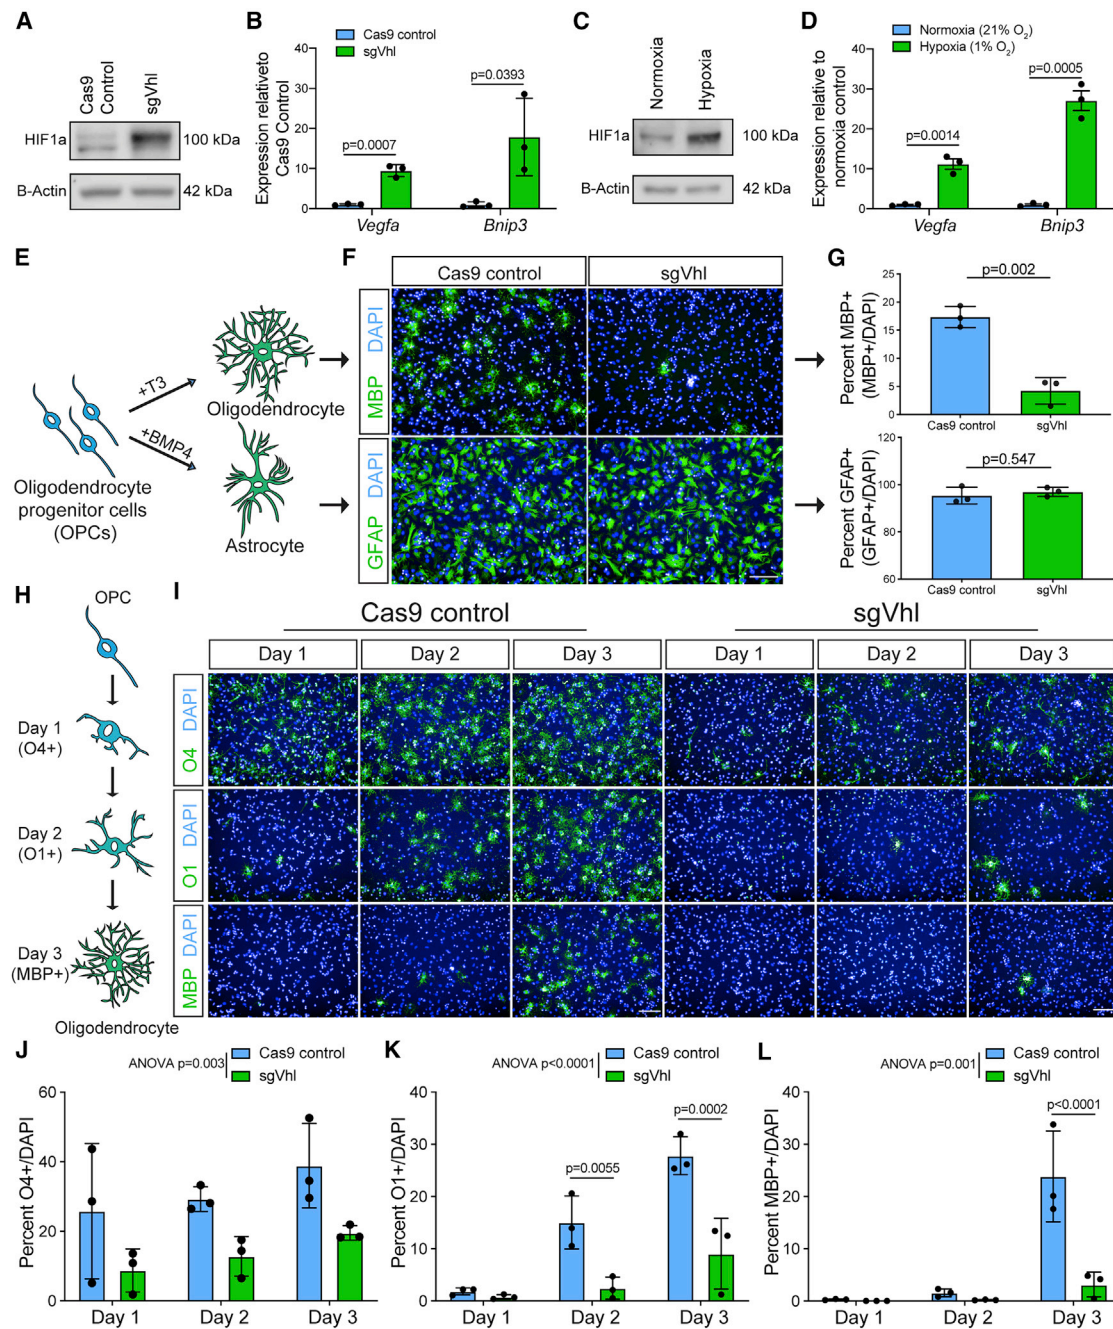 A
Cas9
Control
sgVhl
HIF1a
100 kDa
B-Actin
42 kDa
B
Cas9 control
sgVhl
Expression relativeto
Cas9 Control
40
30
20
10
0
p=0.0007
p=0.0393
Vegfa
Bnip3
C
Normoxia
Hypoxia
HIF1a
100 kDa
B-Actin
42 kDa
D
Normoxia (21% O2)
Hypoxia (1% O2)
Expression relative to
normoxia control
40
30
20
10
0
p=0.0014
p=0.0005
Vegfa
Bnip3
E
+T3
+BMP4
Oligodendrocyte
progenitor cells
(OPCs)
Oligodendrocyte
Astrocyte
F
Cas9 control
sgVhl
MBP DAPI
GFAP DAPI
G
Percent MBP+
(MBP+/DAPI)
25
20
15
10
5
0
p=0.002
Cas9 control
sgVhl
Percent GFAP+
(GFAP+/DAPI)
120
100
80
60
p=0.547
Cas9 control
sgVhl
H
OPC
Day 1
(O4+)
Day 2
(O1+)
Day 3
(MBP+)
Oligodendrocyte
I
Cas9 control
sgVhl
Day 1
Day 2
Day 3
Day 1
Day 2
Day 3
O4 DAPI
O1 DAPI
MBP DAPI
J
ANOVA p=0.003
Cas9 control
sgVhl
Percent O4+/DAPI
60
40
20
0
Day 1
Day 2
Day 3
K
ANOVA p<0.0001
Cas9 control
sgVhl
Percent O1+/DAPI
40
30
20
10
0
p=0.0055
p=0.0002
Day 1
Day 2
Day 3
L
ANOVA p=0.001
Cas9 control
sgVhl
Percent MBP+/DAPI
40
30
20
10
0
p<0.0001
Day 1
Day 2
Day 3